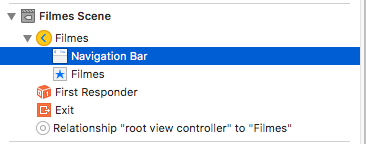 Filmes Scene
Filmes
Navigation Bar
Filmes
First Responder
Exit
Relationship "root view controller" to "Filmes"